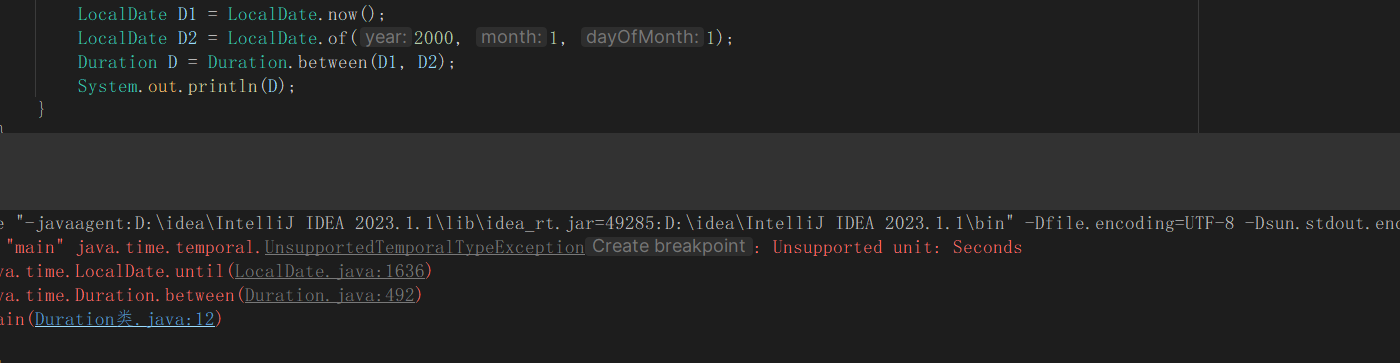 LocalDate D1 = LocalDate.now();
LocalDate D2 = LocalDate.of( year: 2000, month: 1, dayOfMonth: 1);
Duration D = Duration.between(D1, D2);
System.out.println(D);
}
}
e "-javaagent:D:\idea\IntelliJ IDEA 2023.1.1\lib\idea_rt.jar=49285:D:\idea\IntelliJ IDEA 2023.1.1\bin" -Dfile.encoding=UTF-8 -Dsun.stdout.enc
"main" java.time.temporal.UnsupportedTemporalTypeException Create breakpoint : Unsupported unit: Seconds
va.time.LocalDate.until(LocalDate.java:1636)
va.time.Duration.between(Duration.java:492)
ain(Duration类.java:12)